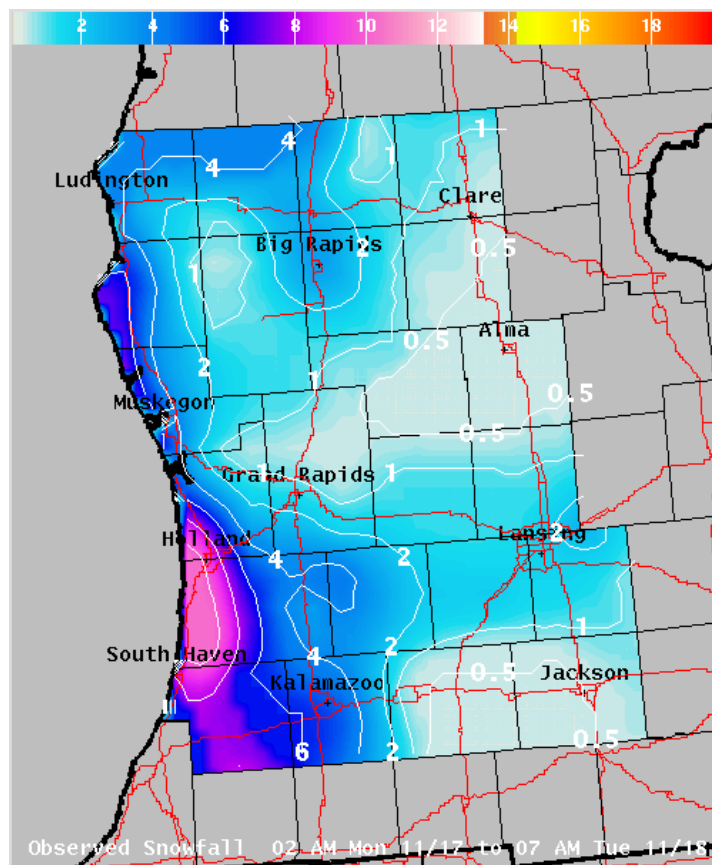 2 4 6 8 10 12 14 16 18
4 1
4
1
Ludington
Clare
0.5
Big Rapids 2
1
Alma
0.5
2
1
0.5
Muskegon
0.5
1 1
Grand Rapids
2
Lansing
Holland
4 2
1
2
South Haven 4
0.5
Jackson
Kalamazoo
0.5
6 2
Observed Snowfall 02 AM Mon 11/17 to 07 AM Tue 11/18